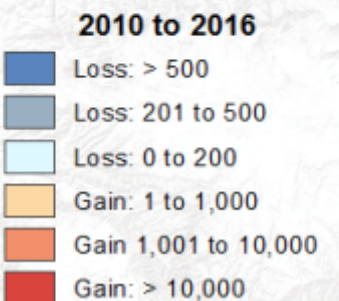 2010 to 2016
Loss: > 500
Loss: 201 to 500
Loss: 0 to 200
Gain: 1 to 1,000
Gain 1,001 to 10,000
Gain: > 10,000